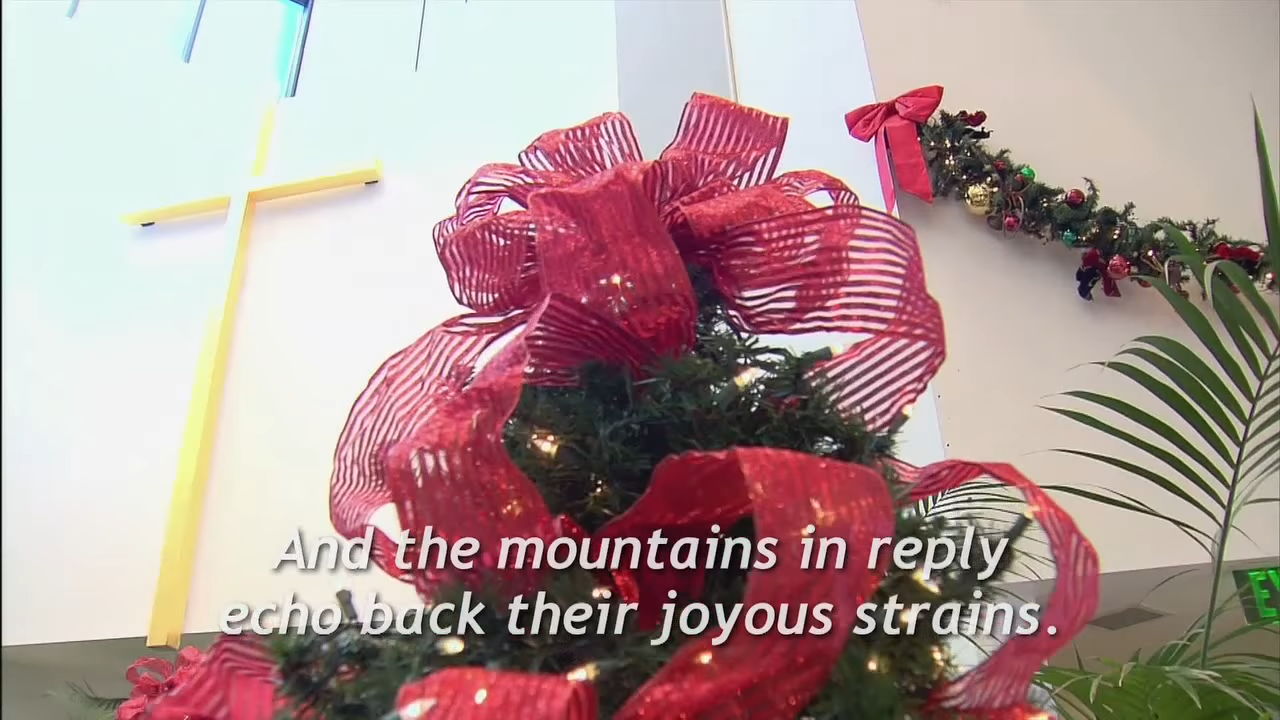 And the mountains in reply
echo back their joyous strains.